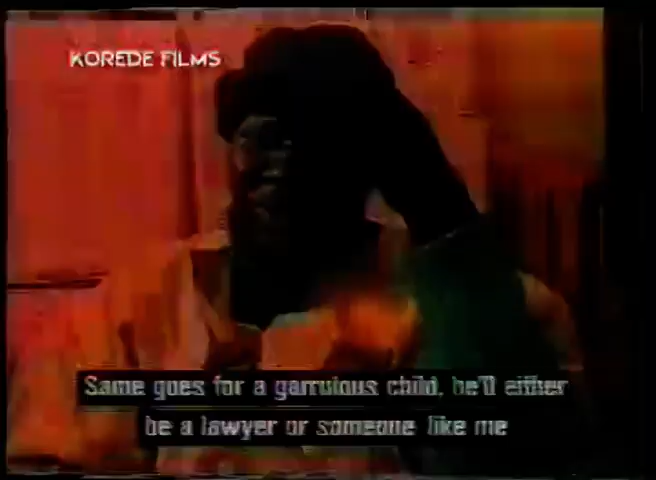 KOREDE FILMS
Same goes for a garrulous child, he'll either
be a lawyer or someone like me